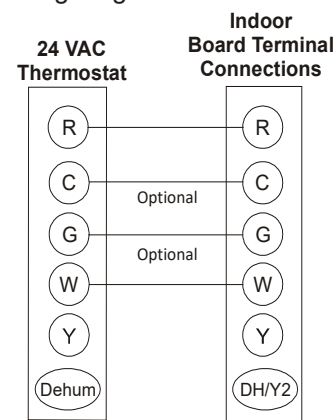 24 VAC
Thermostat
Indoor
Board Terminal
Connections
R
R
C
C
Optional
G
G
Optional
W
W
Y
Y
Dehum
DH/Y2